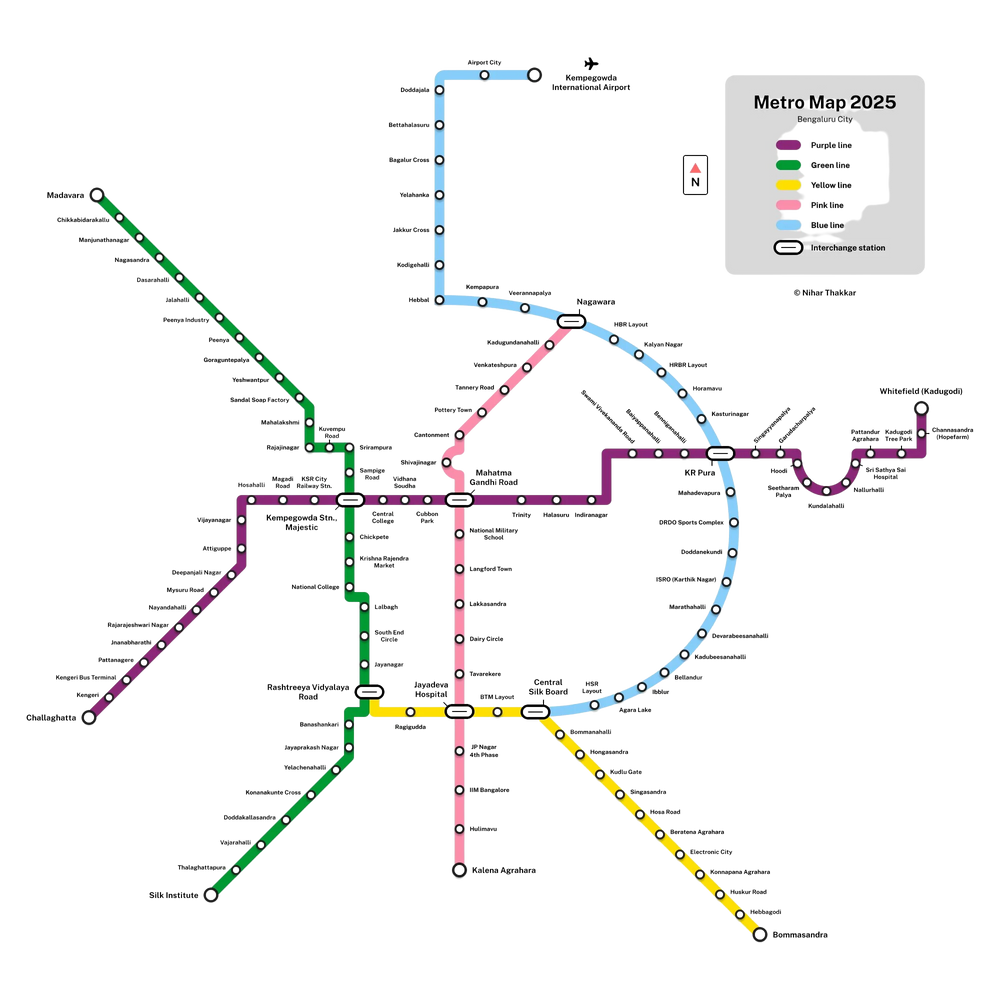 Metro Map 2025
Bengaluru City
Purple line
Green line
Yellow line
Pink line
Blue line
Interchange station
© Nihar Thakkar
N
Airport City
Kempegowda
International Airport
Doddajala
Bettahalasuru
Bagalur Cross
Yelahanka
Jakkur Cross
Kodigehalli
Hebbal
Kempapura
Veerannapalya
Nagawara
HBR Layout
Kalyan Nagar
HRBR Layout
Horamavu
Kasturinagar
KR Pura
Mahadevapura
DRDO Sports Complex
Doddanekundi
ISRO (Karthik Nagar)
Marathahalli
Devarabeesanahalli
Kadubeesanahalli
Bellandur
Ibblur
Agara Lake
HSR
Layout
Central
Silk Board
Madavara
Chikkabidarakallu
Manjunathanagar
Nagasandra
Dasarahalli
Jalahalli
Peenya Industry
Peenya
Goraguntepalya
Yeshwantpur
Sandal Soap Factory
Mahalakshmi
Rajajinagar
Kuvempu
Road
Srirampura
Sampige
Road
Kempegowda Stn.,
Majestic
Chickpete
Krishna Rajendra
Market
National College
Lalbagh
South End
Circle
Jayanagar
Rashtreeya Vidyalaya
Road
Banashankari
Jayaprakash Nagar
Yelachenahalli
Konanakunte Cross
Doddakallasandra
Vajarahalli
Thalaghattapura
Silk Institute
Kadugundanahalli
Venkateshpura
Tannery Road
Pottery Town
Cantonment
Shivajinagar
Mahatma
Gandhi Road
National Military
School
Langford Town
Lakkasandra
Dairy Circle
Tavarekere
Jayadeva
Hospital
JP Nagar
4th Phase
IIM Bangalore
Hulimavu
Kalena Agrahara
Whitefield (Kadugodi)
Channasandra
(Hopefarm)
Kadugodi
Tree Park
Pattandur
Agrahara
Sri Sathya Sai
Hospital
Nallurhalli
Kundalahalli
Seetharam
Palya
Hoodi
Garudacharpalya
Singayyanapalya
Benniganahalli
Baiyappanahalli
Swami Vivekananda Road
Indiranagar
Halasuru
Trinity
Cubbon
Park
Vidhana
Soudha
Central
College
KSR City
Railway Stn.
Magadi
Road
Hosahalli
Vijayanagar
Attiguppe
Deepanjali Nagar
Mysuru Road
Nayandahalli
Rajarajeshwari Nagar
Jnanabharathi
Pattanagere
Kengeri Bus Terminal
Kengeri
Challaghatta
Ragigudda
BTM Layout
Bommanahalli
Hongasandra
Kudlu Gate
Singasandra
Hosa Road
Beratena Agrahara
Electronic City
Konnapana Agrahara
Huskur Road
Hebbagodi
Bommasandra